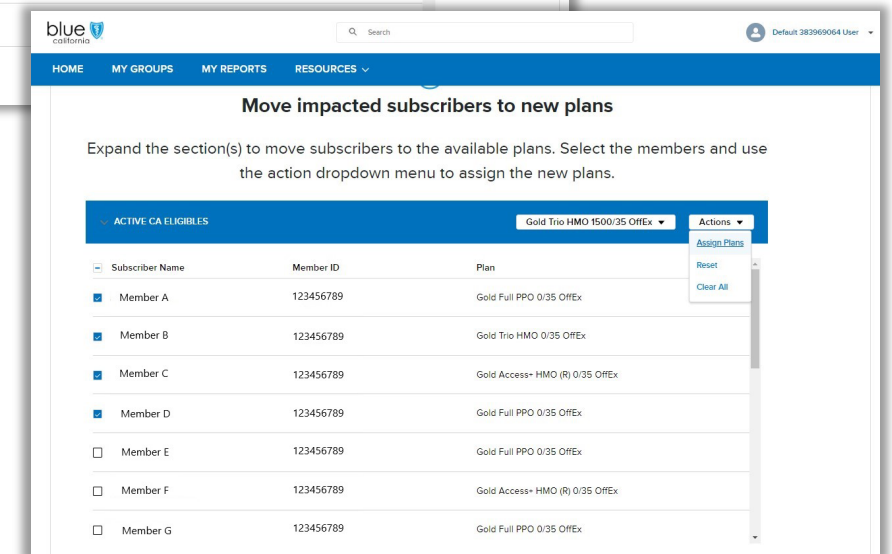 blue
california
Search
Default 383969064 User
HOME MY GROUPS MY REPORTS RESOURCES
Move impacted subscribers to new plans
Expand the section(s) to move subscribers to the available plans. Select the members and use
the action dropdown menu to assign the new plans.
ACTIVE CA ELIGIBLES Gold Trio HMO 1500/35 OffEx Actions
Assign Plans
Reset
Clear All
Subscriber Name Member ID Plan
Member A 123456789 Gold Full PPO 0/35 OffEx
Member B 123456789 Gold Trio HMO 0/35 OffEx
Member C 123456789 Gold Access+ HMO (R) 0/35 OffEx
Member D 123456789 Gold Full PPO 0/35 OffEx
Member E 123456789 Gold Full PPO 0/35 OffEx
Member F 123456789 Gold Access+ HMO (R) 0/35 OffEx
Member G 123456789 Gold Full PPO 0/35 OffEx